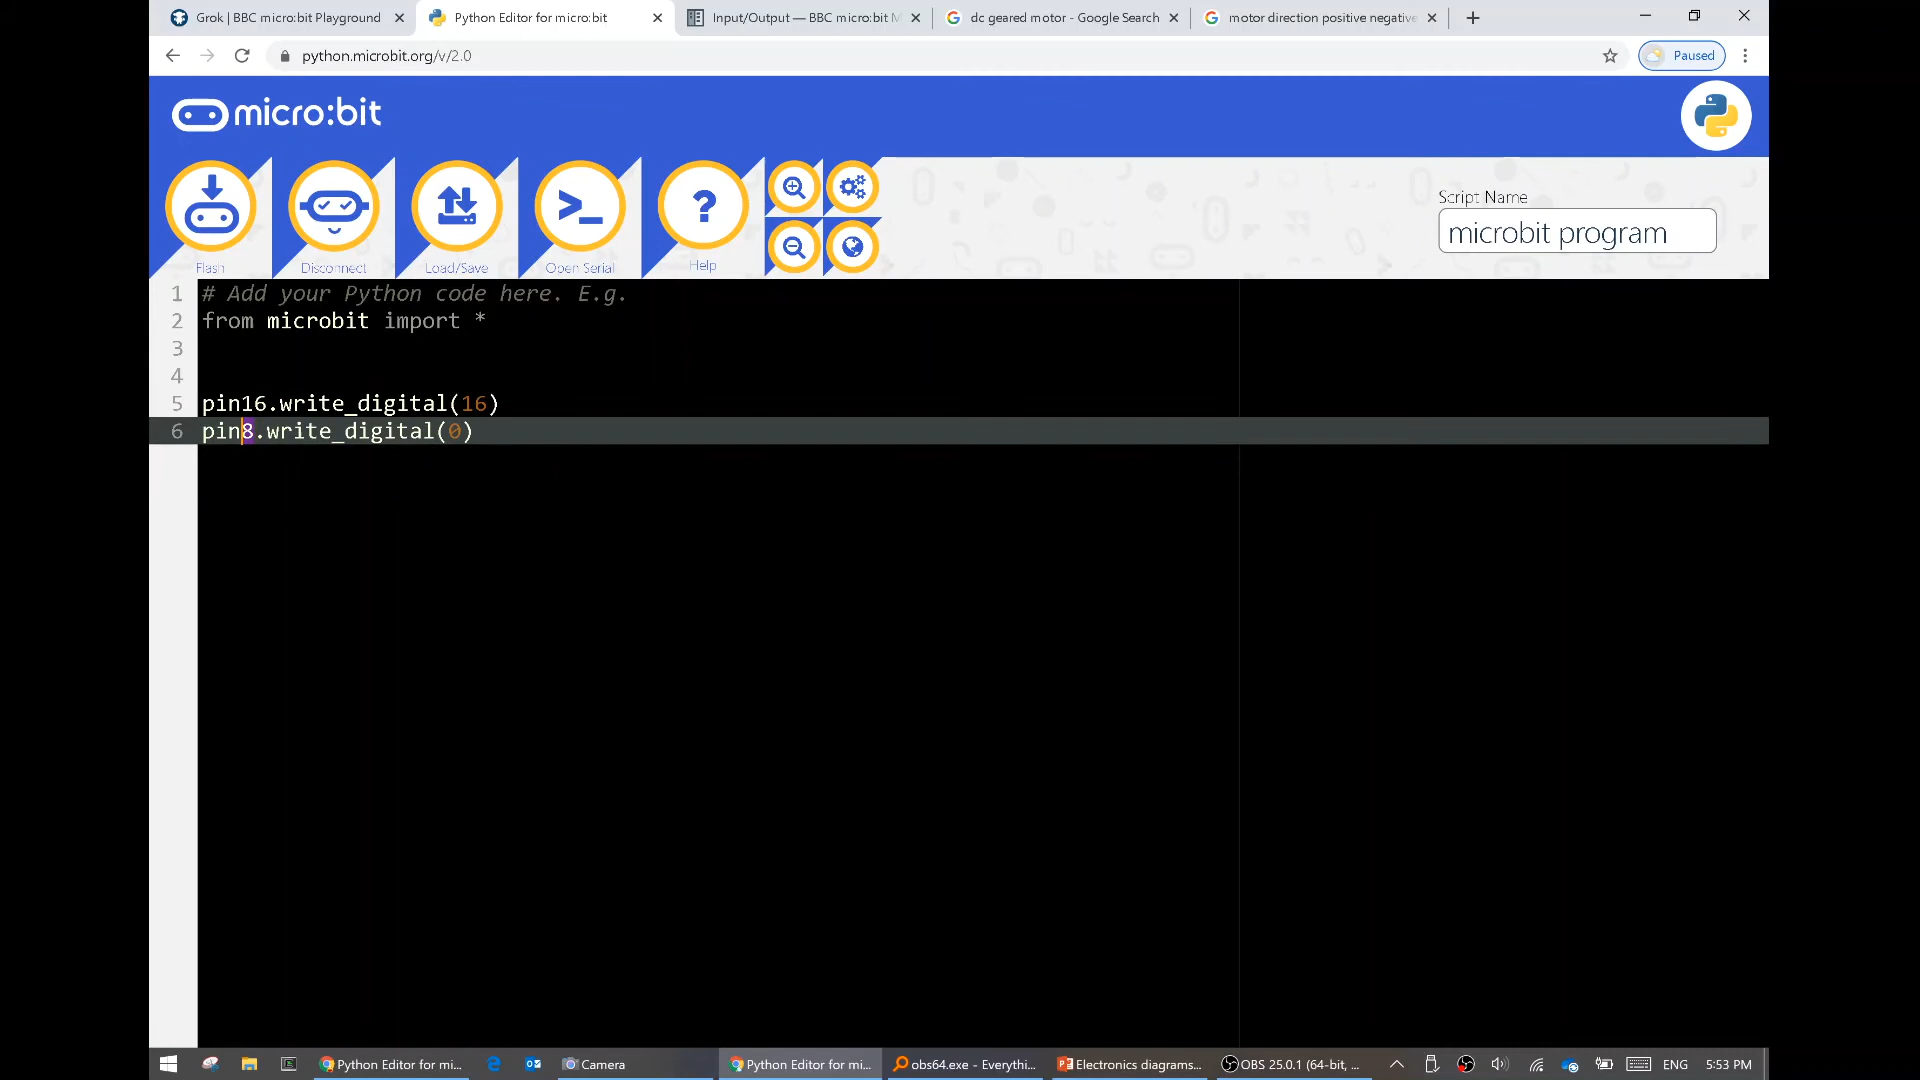 Grok | BBC micro:bit Playground
Python Editor for micro:bit
Input/Output — BBC micro:bit M
dc geared motor - Google Search
motor direction positive negative
python.microbit.org/v/2.0
Paused
micro:bit
Flash
Disconnect
Load/Save
Open Serial
Help
Script Name
microbit program
1 # Add your Python code here. E.g.
2 from microbit import *
3
4
5 pin16.write_digital(16)
6 pin8.write_digital(0)
Python Editor for mi...
Camera
Python Editor for mi...
obs64.exe - Everythi...
Electronics diagrams...
OBS 25.0.1 (64-bit, ...
ENG
5:53 PM